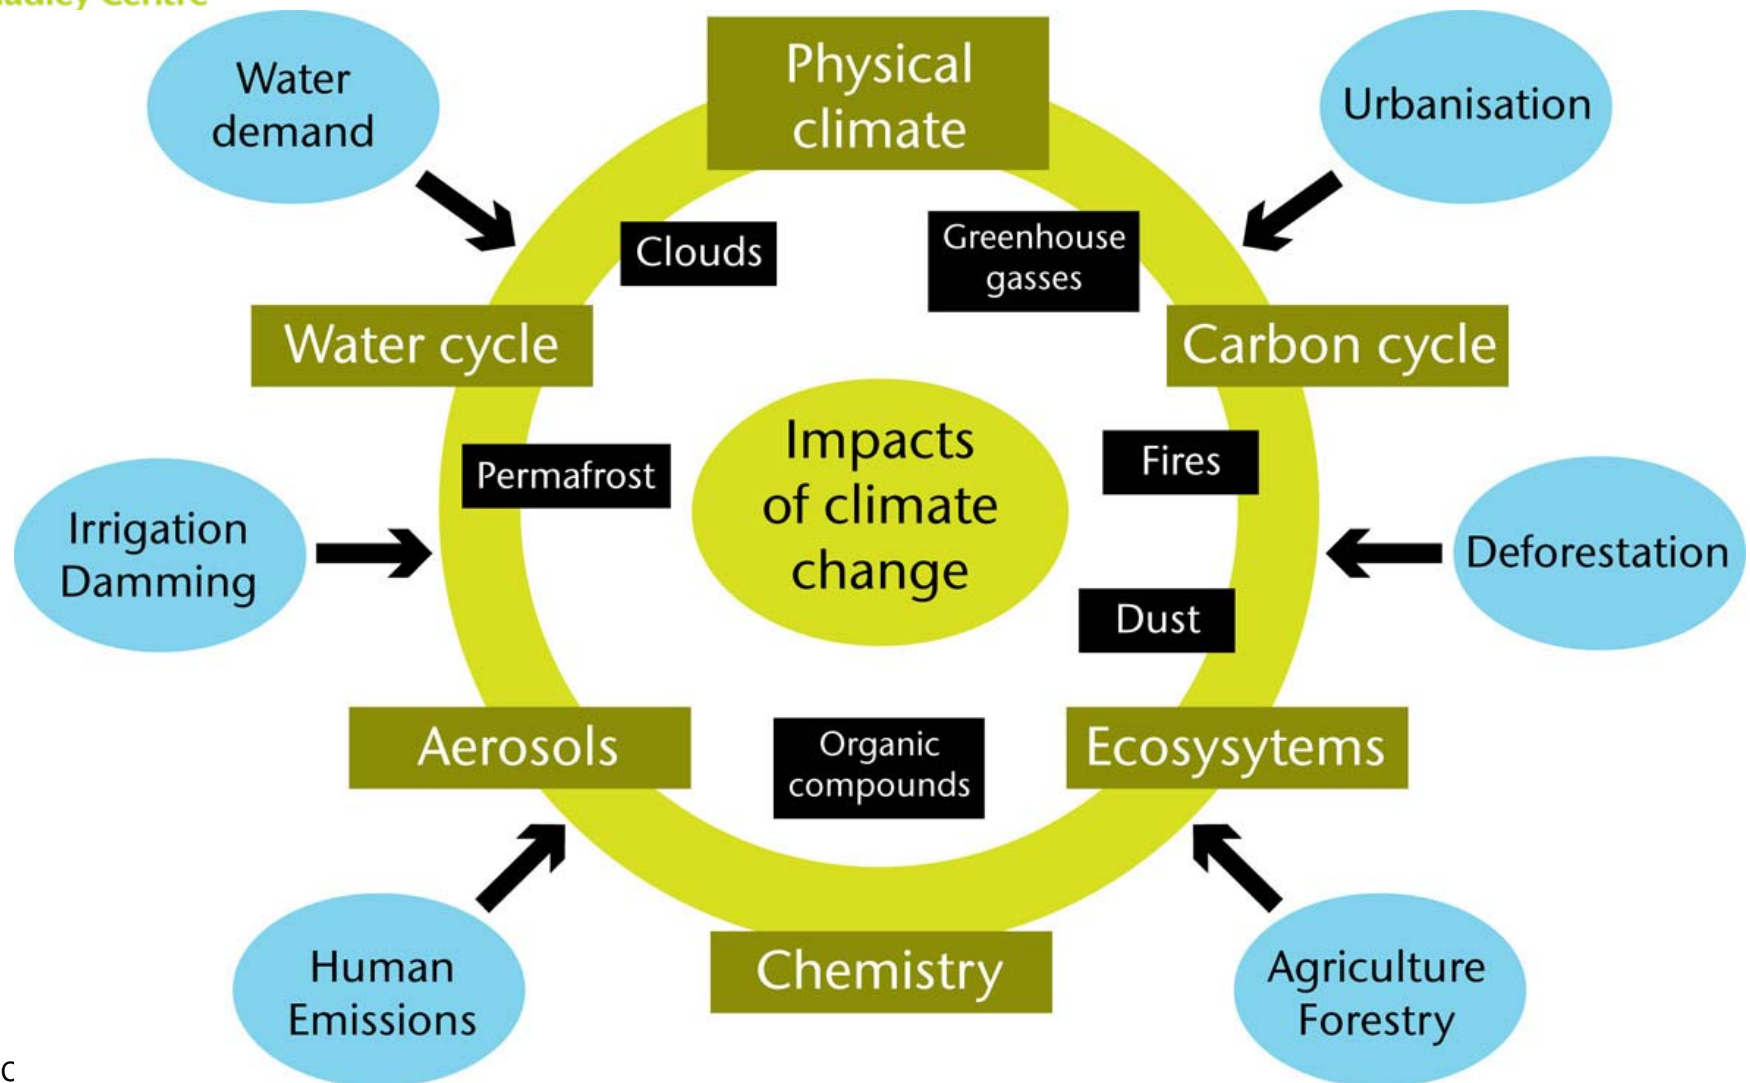 Centre
Water
demand
Physical
climate
Urbanisation
Clouds
Greenhouse
gasses
Water cycle
Carbon cycle
Permafrost
Impacts
of climate
change
Fires
Irrigation
Damming
Deforestation
Dust
Aerosols
Organic
compounds
Ecosysytems
Human
Emissions
Chemistry
Agriculture
Forestry